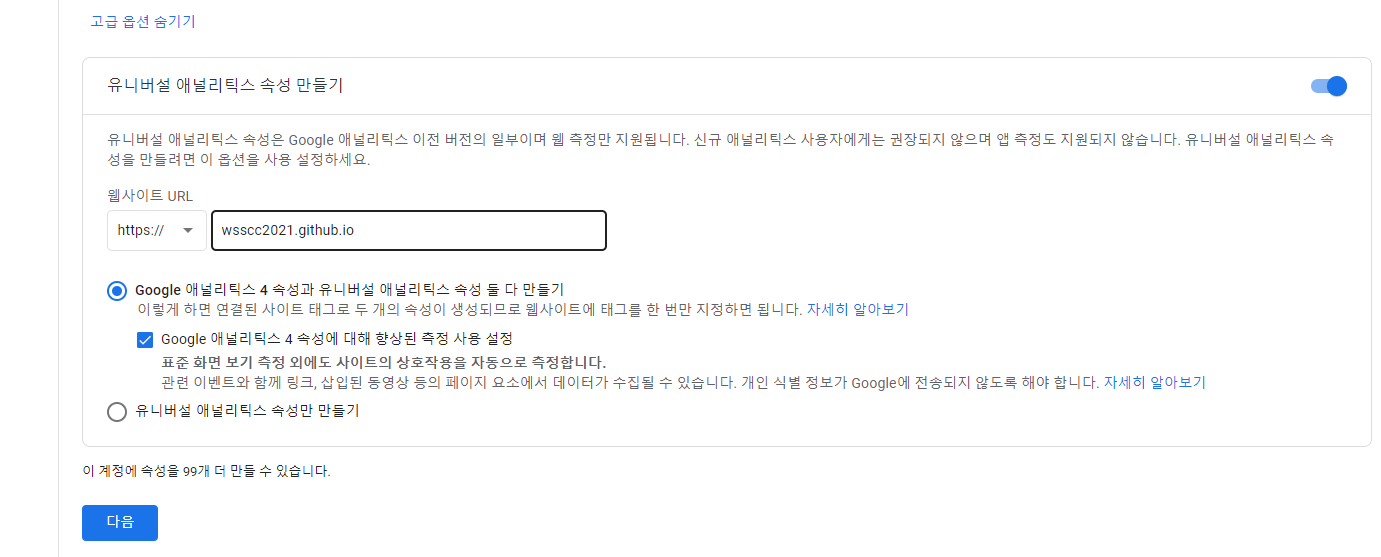 고급 옵션 숨기기
유니버설 애널리틱스 속성 만들기
유니버설 애널리틱스 속성은 Google 애널리틱스 이전 버전의 일부이며 웹 측정만 지원됩니다. 신규 애널리틱스 사용자에게는 권장되지 않으며 앱 측정도 지원되지 않습니다. 유니버설 애널리틱스 속
성을 만들려면 이 옵션을 사용 설정하세요.
웹사이트 URL
https:// wsscc2021.github.io
Google 애널리틱스 4 속성과 유니버설 애널리틱스 속성 둘 다 만들기
이렇게 하면 연결된 사이트 태그로 두 개의 속성이 생성되므로 웹사이트에 태그를 한 번만 지정하면 됩니다. 자세히 알아보기
Google 애널리틱스 4 속성에 대해 향상된 측정 사용 설정
표준 화면 보기 측정 외에도 사이트의 상호작용을 자동으로 측정합니다.
관련 이벤트와 함께 링크, 삽입된 동영상 등의 페이지 요소에서 데이터가 수집될 수 있습니다. 개인 식별 정보가 Google에 전송되지 않도록 해야 합니다. 자세히 알아보기
유니버설 애널리틱스 속성만 만들기
이 계정에 속성을 99개 더 만들 수 있습니다.
다음